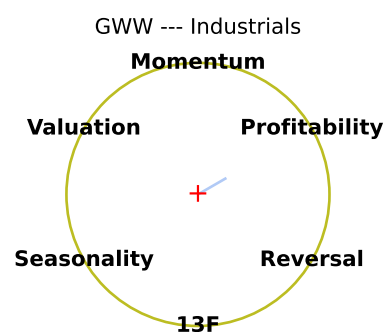 GWW --- Industrials
Momentum
Valuation
Profitability
Seasonality
Reversal
13F